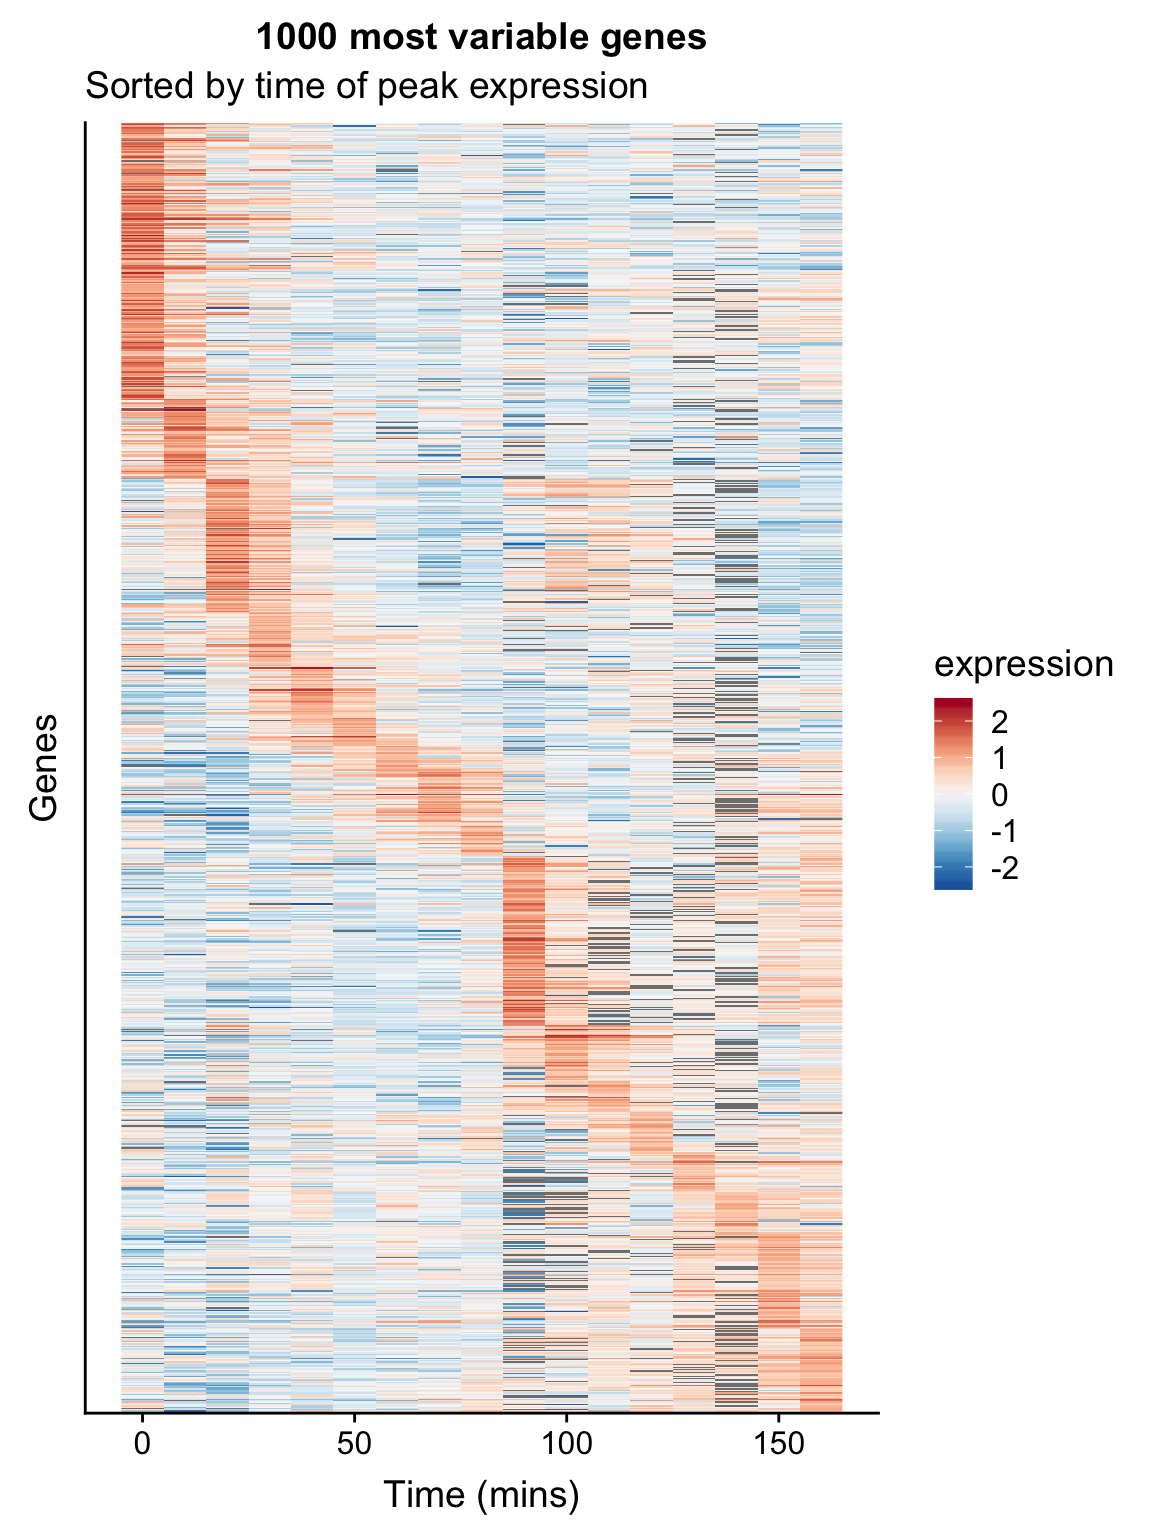 1000 most variable genes
Sorted by time of peak expression
Genes
expression
2
1
0
-1
-2
0 50 100 150
Time (mins)